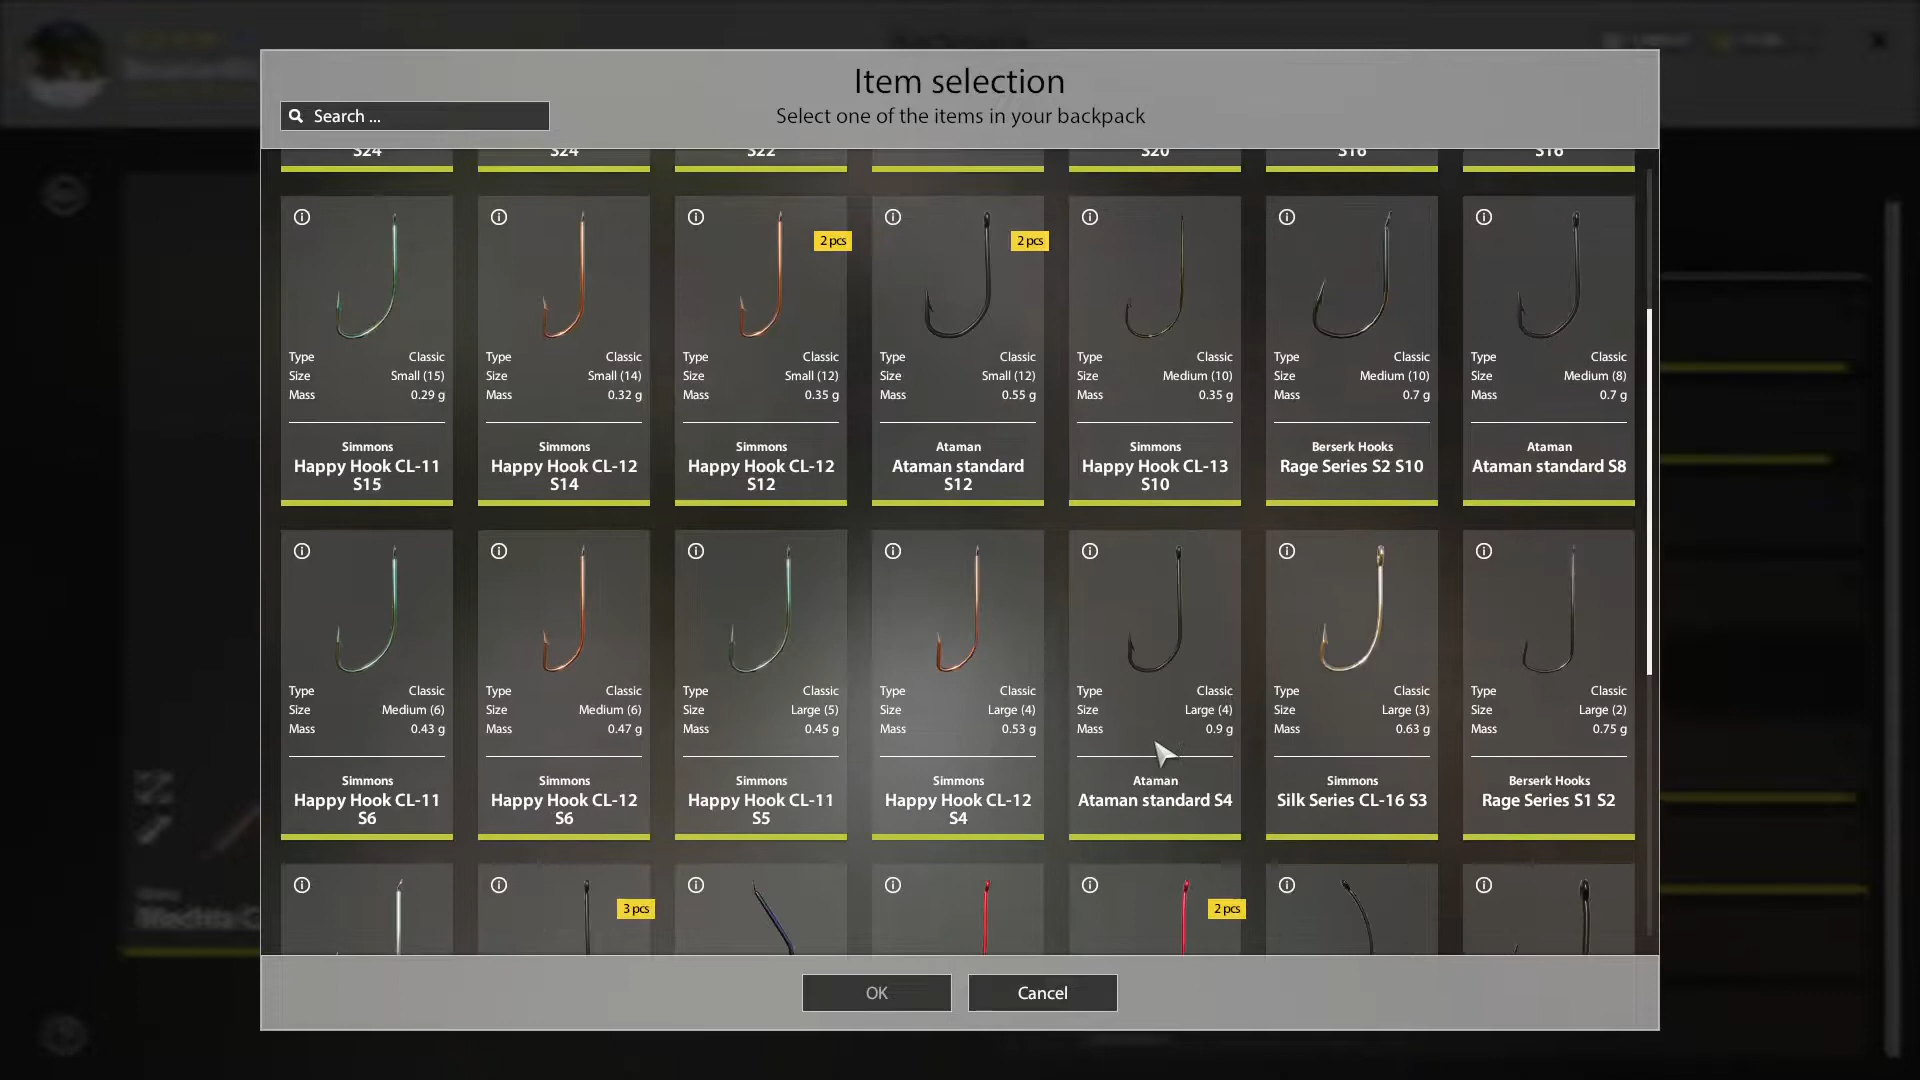 Item selection
Search ...
Select one of the items in your backpack
S24
S24
S22
S20
S16
S16
Type Classic
Size Small (15)
Mass 0.29 g
Simmons
Happy Hook CL-11
S15
Type Classic
Size Small (14)
Mass 0.32 g
Simmons
Happy Hook CL-12
S14
2 pcs
Type Classic
Size Small (12)
Mass 0.35 g
Simmons
Happy Hook CL-12
S12
2 pcs
Type Classic
Size Small (12)
Mass 0.55 g
Ataman
Ataman standard
S12
Type Classic
Size Medium (10)
Mass 0.35 g
Simmons
Happy Hook CL-13
S10
Type Classic
Size Medium (10)
Mass 0.7 g
Berserk Hooks
Rage Series S2 S10
Type Classic
Size Medium (8)
Mass 0.7 g
Ataman
Ataman standard S8
Type Classic
Size Medium (6)
Mass 0.43 g
Simmons
Happy Hook CL-11
S6
Type Classic
Size Medium (6)
Mass 0.47 g
Simmons
Happy Hook CL-12
S6
Type Classic
Size Large (5)
Mass 0.45 g
Simmons
Happy Hook CL-11
S5
Type Classic
Size Large (4)
Mass 0.53 g
Simmons
Happy Hook CL-12
S4
Type Classic
Size Large (4)
Mass 0.9 g
Ataman
Ataman standard S4
Type Classic
Size Large (3)
Mass 0.63 g
Simmons
Silk Series CL-16 S3
Type Classic
Size Large (2)
Mass 0.75 g
Berserk Hooks
Rage Series S1 S2
3 pcs
2 pcs
OK
Cancel